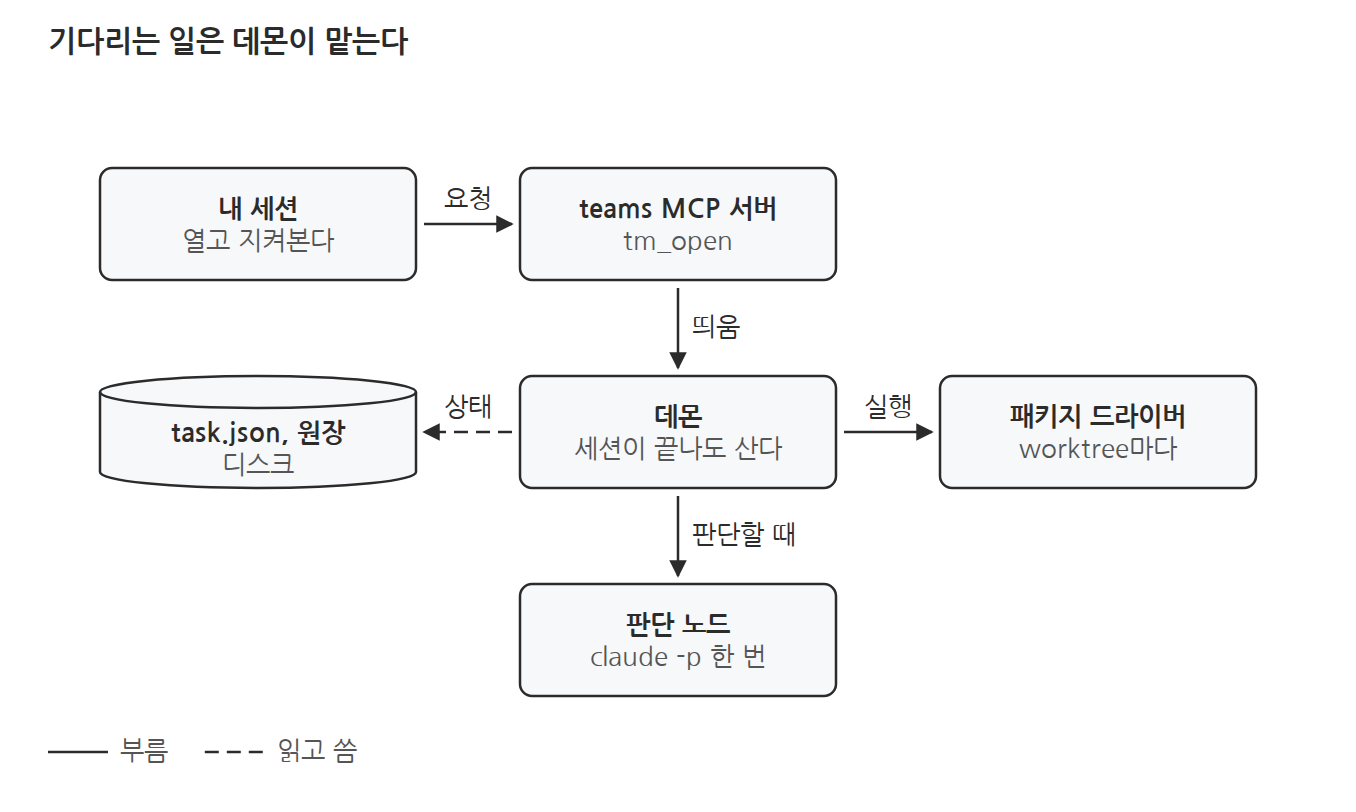 기다리는 일은 데몬이 맡는다
내 세션
열고 지켜본다
요청
teams MCP 서버
tm_open
띄움
task.json, 원장
디스크
상태
데몬
세션이 끝나도 산다
실행
패키지 드라이버
worktree마다
판단할 때
판단 노드
claude -p 한 번
부름
읽고 씀